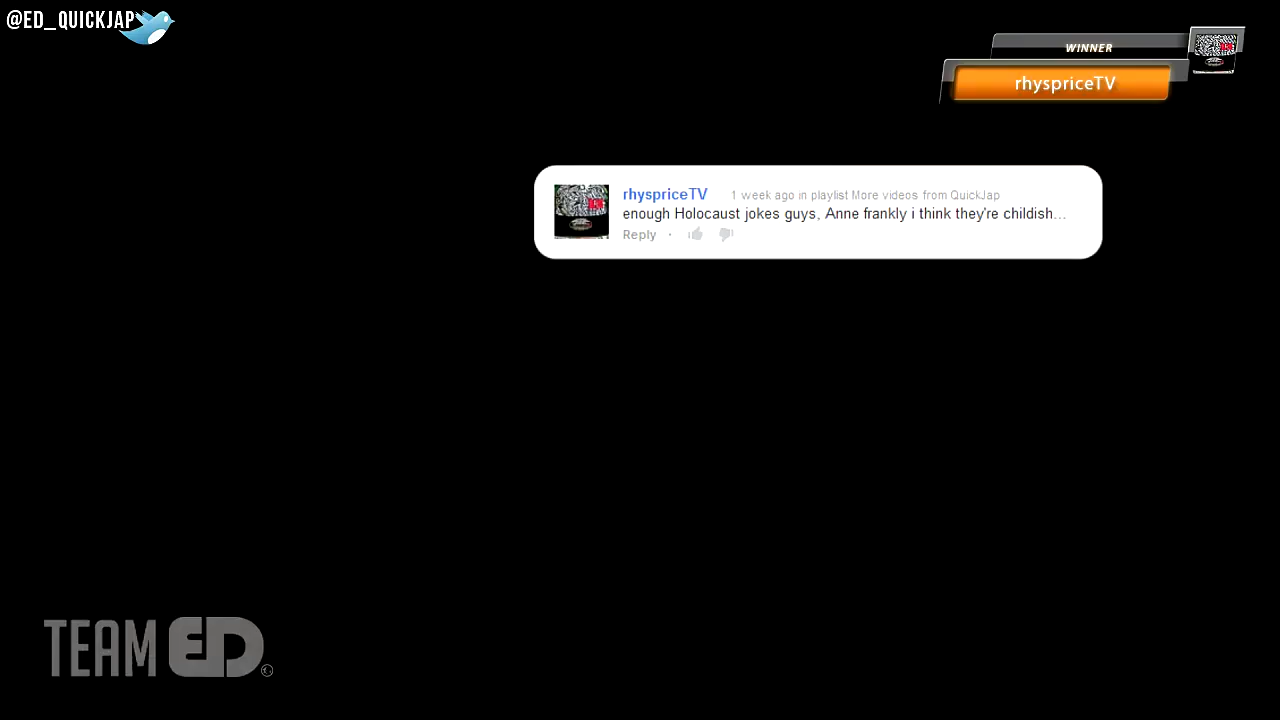 @ED_QUICKJAP
WINNER
rhyspriceTV
rhyspriceTV 1 week ago in playlist More videos from QuickJap
enough Holocaust jokes guys, Anne frankly i think they're childish...
Reply ·
TEAM ED